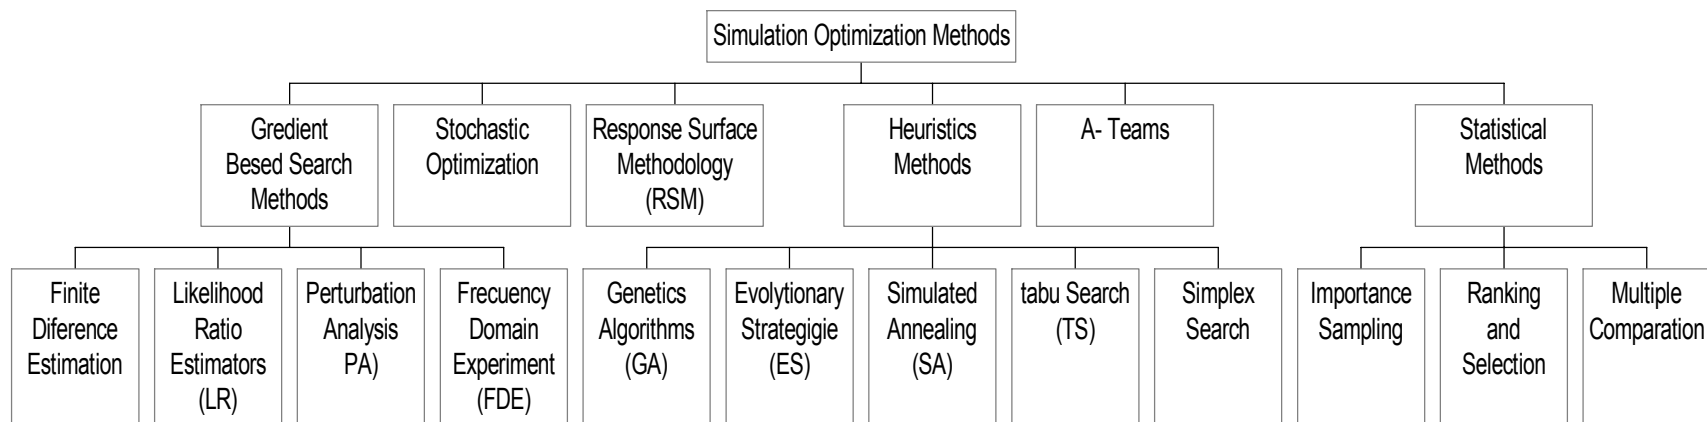 Simulation Optimization Methods
Gredient
Besed Search
Methods
Stochastic
Optimization
Response Surface
Methodology
(RSM)
Heuristics
Methods
A- Teams
Statistical
Methods
Finite
Diference
Estimation
Likelihood
Ratio
Estimators
(LR)
Perturbation
Analysis
PA)
Frecuency
Domain
Experiment
(FDE)
Genetics
Algorithms
(GA)
Evolytionary
Strategigie
(ES)
Simulated
Annealing
(SA)
tabu Search
(TS)
Simplex
Search
Importance
Sampling
Ranking
and
Selection
Multiple
Comparation